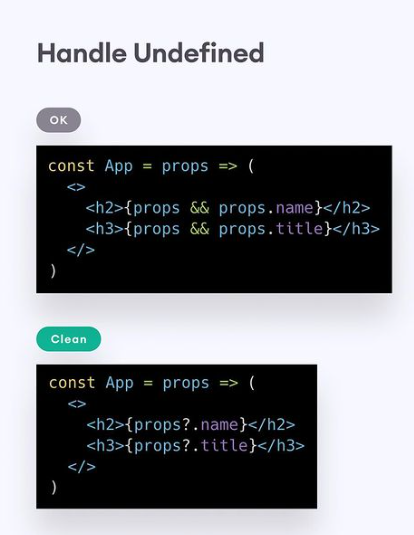 Handle Undefined
OK
const App = props => (
  <>
    <h2>{props && props.name}</h2>
    <h3>{props && props.title}</h3>
  </>
)
Clean
const App = props => (
  <>
    <h2>{props?.name}</h2>
    <h3>{props?.title}</h3>
  </>
)